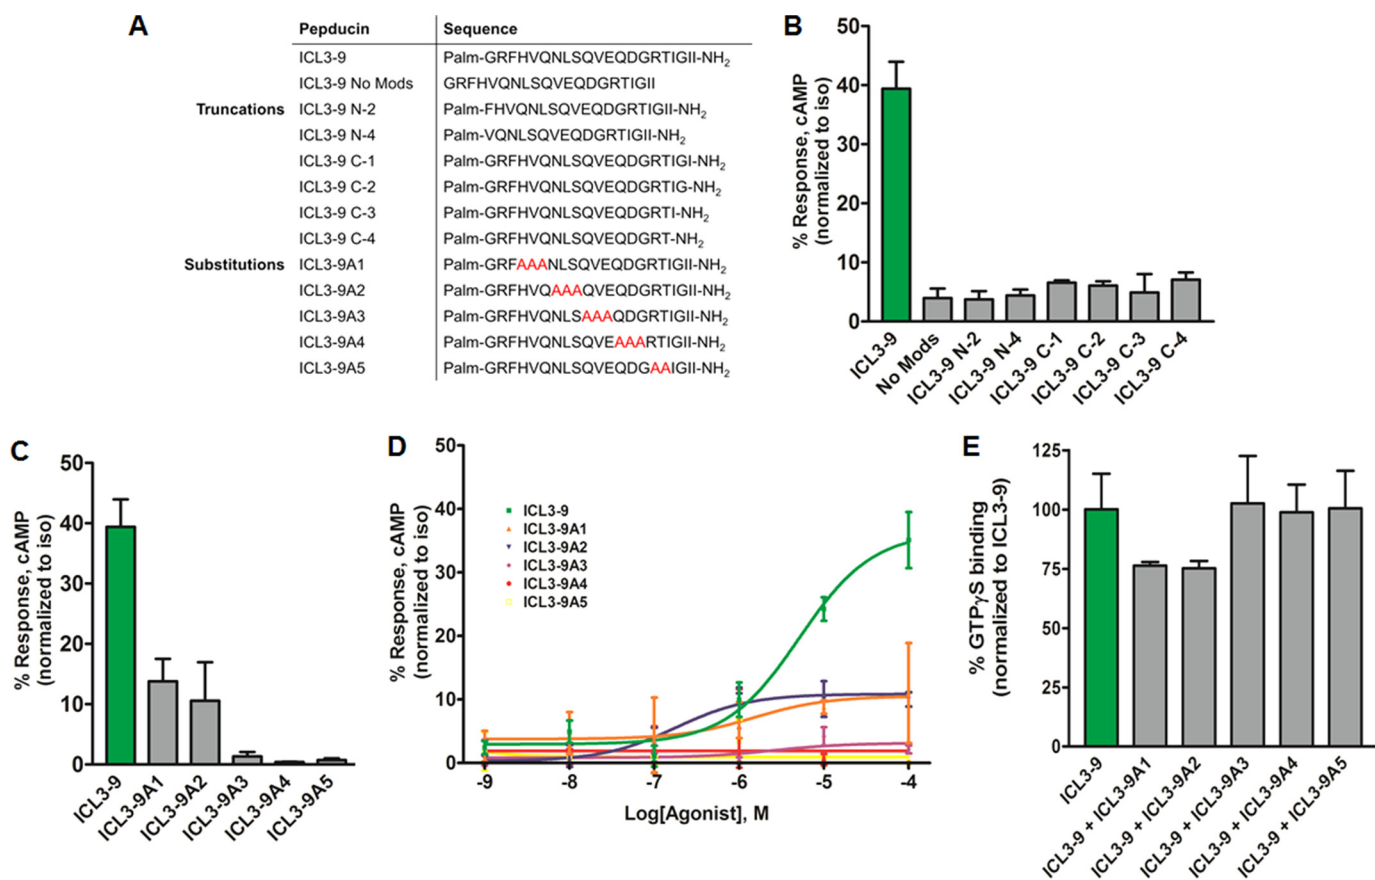 A
Pepducin Sequence
ICL3-9 Palm-GRFHVQNLSQVEQDGRTIGII-NH2
ICL3-9 No Mods GRFHVQNLSQVEQDGRTIGII
Truncations ICL3-9 N-2 Palm-FHVQNLSQVEQDGRTIGII-NH2
ICL3-9 N-4 Palm-VQNLSQVEQDGRTIGII-NH2
ICL3-9 C-1 Palm-GRFHVQNLSQVEQDGRTIGI-NH2
ICL3-9 C-2 Palm-GRFHVQNLSQVEQDGRTIG-NH2
ICL3-9 C-3 Palm-GRFHVQNLSQVEQDGRTI-NH2
ICL3-9 C-4 Palm-GRFHVQNLSQVEQDGRT-NH2
Substitutions ICL3-9A1 Palm-GRFAAANLSQVEQDGRTIGII-NH2
ICL3-9A2 Palm-GRFHVQAAAQVEQDGRTIGII-NH2
ICL3-9A3 Palm-GRFHVQNLSAAAQDGRTIGII-NH2
ICL3-9A4 Palm-GRFHVQNLSQVEAAARTIGII-NH2
ICL3-9A5 Palm-GRFHVQNLSQVEQDGAAIGII-NH2
B
% Response, cAMP
(normalized to iso)
50
40
30
20
10
0
ICL3-9
No Mods
ICL3-9 N-2
ICL3-9 N-4
ICL3-9 C-1
ICL3-9 C-2
ICL3-9 C-3
ICL3-9 C-4
C
% Response, cAMP
(normalized to iso)
50
40
30
20
10
0
ICL3-9
ICL3-9A1
ICL3-9A2
ICL3-9A3
ICL3-9A4
ICL3-9A5
D
% Response, cAMP
(normalized to iso)
50
40
30
20
10
0
ICL3-9
ICL3-9A1
ICL3-9A2
ICL3-9A3
ICL3-9A4
ICL3-9A5
-9 -8 -7 -6 -5 -4
Log[Agonist], M
E
% GTPγS binding
(normalized to ICL3-9)
125
100
75
50
25
0
ICL3-9
ICL3-9 + ICL3-9A1
ICL3-9 + ICL3-9A2
ICL3-9 + ICL3-9A3
ICL3-9 + ICL3-9A4
ICL3-9 + ICL3-9A5